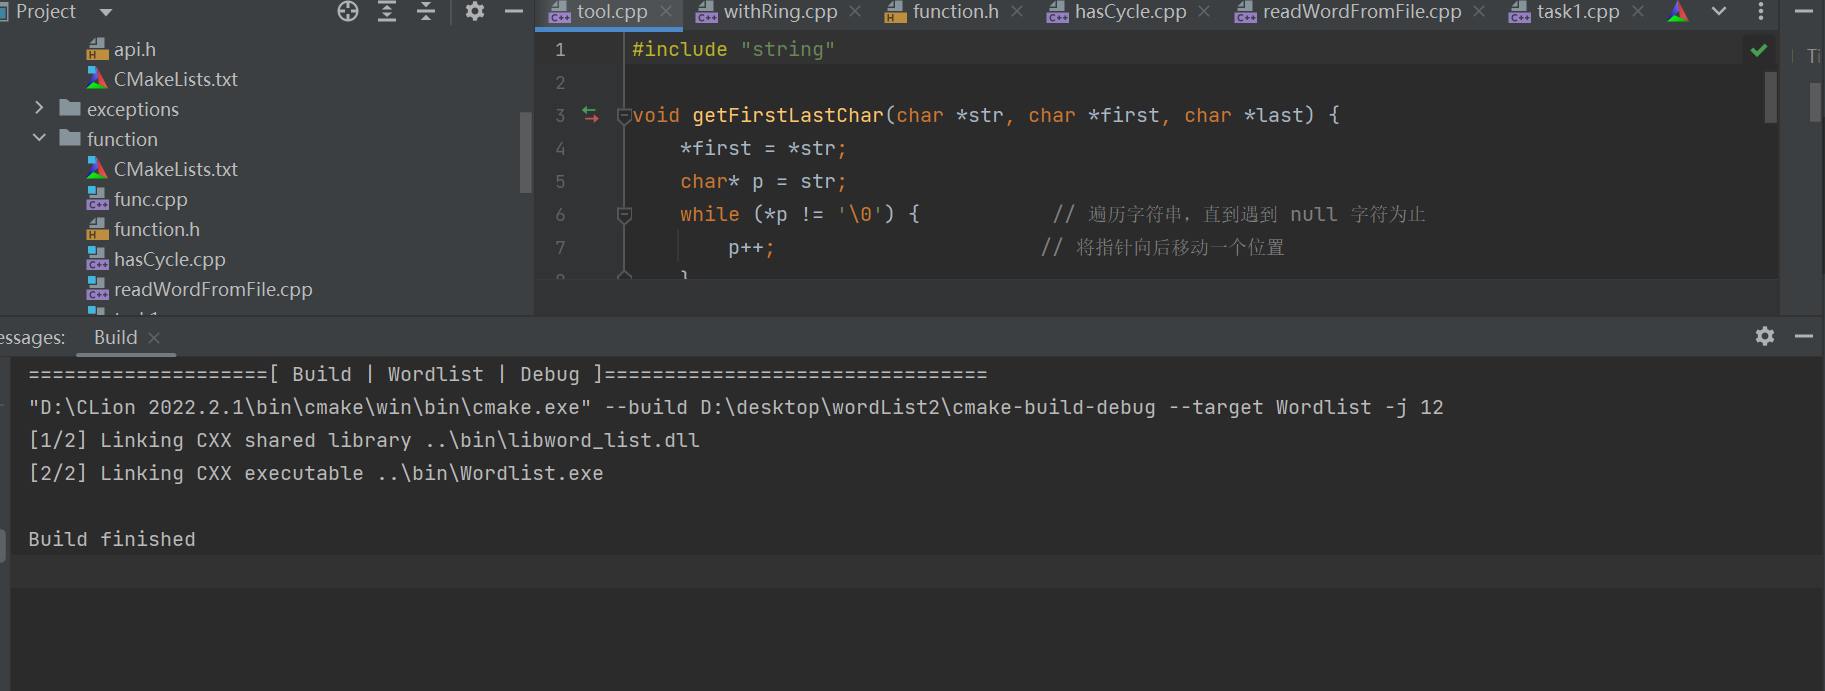 Project
api.h
CMakeLists.txt
exceptions
function
CMakeLists.txt
func.cpp
function.h
hasCycle.cpp
readWordFromFile.cpp
tool.cpp withRing.cpp function.h hasCycle.cpp readWordFromFile.cpp task1.cpp
1 #include "string"
2
3 void getFirstLastChar(char *str, char *first, char *last) {
4 *first = *str;
5 char* p = str;
6 while (*p != '\0') { // 遍历字符串，直到遇到 null 字符为止
7 p++; // 将指针向后移动一个位置
}
Ti
essages: Build
====================[ Build | Wordlist | Debug ]================================
"D:\CLion 2022.2.1\bin\cmake\win\bin\cmake.exe" --build D:\desktop\wordList2\cmake-build-debug --target Wordlist -j 12
[1/2] Linking CXX shared library ..\bin\libword_list.dll
[2/2] Linking CXX executable ..\bin\Wordlist.exe
Build finished